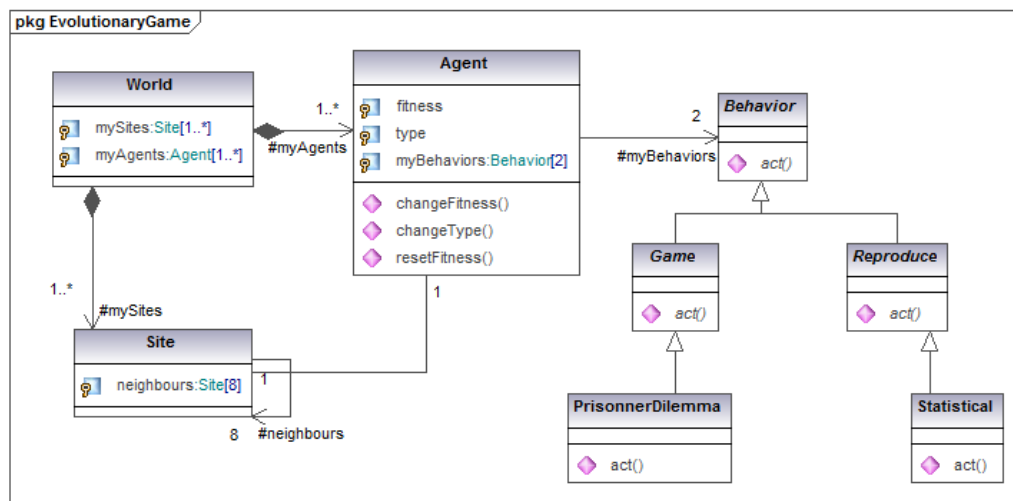 pkg EvolutionaryGame
World
mySites:Site[1..*]
myAgents:Agent[1..*]
1..*
#myAgents
Agent
fitness
type
myBehaviors:Behavior[2]
changeFitness()
changeType()
resetFitness()
2
#myBehaviors
Behavior
act()
Game
act()
Reproduce
act()
1..*
#mySites
1
Site
neighbours:Site[8]
1
8
#neighbours
PrisonnerDilemma
act()
Statistical
act()